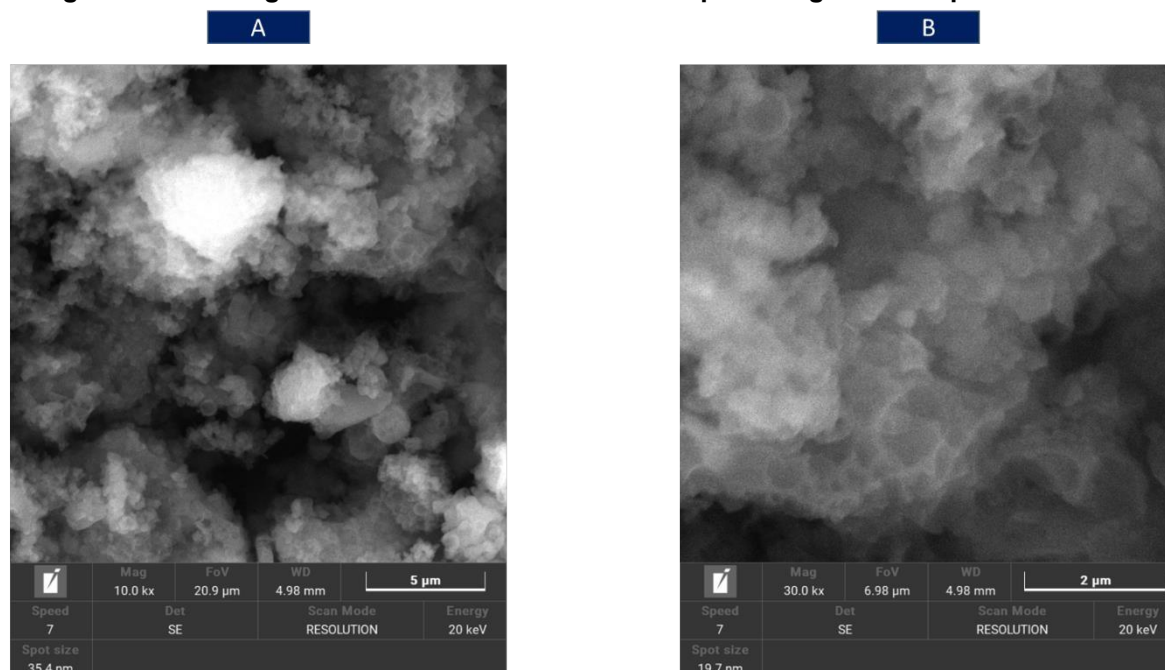 A
B
Mag FoV WD 5 µm
10.0 kx 20.9 µm 4.98 mm
Speed Det Scan Mode Energy
7 SE RESOLUTION 20 keV
Spot size
35.4 nm
Mag FoV WD 2 µm
30.0 kx 6.98 µm 4.98 mm
Speed Det Scan Mode Energy
7 SE RESOLUTION 20 keV
Spot size
19.7 nm